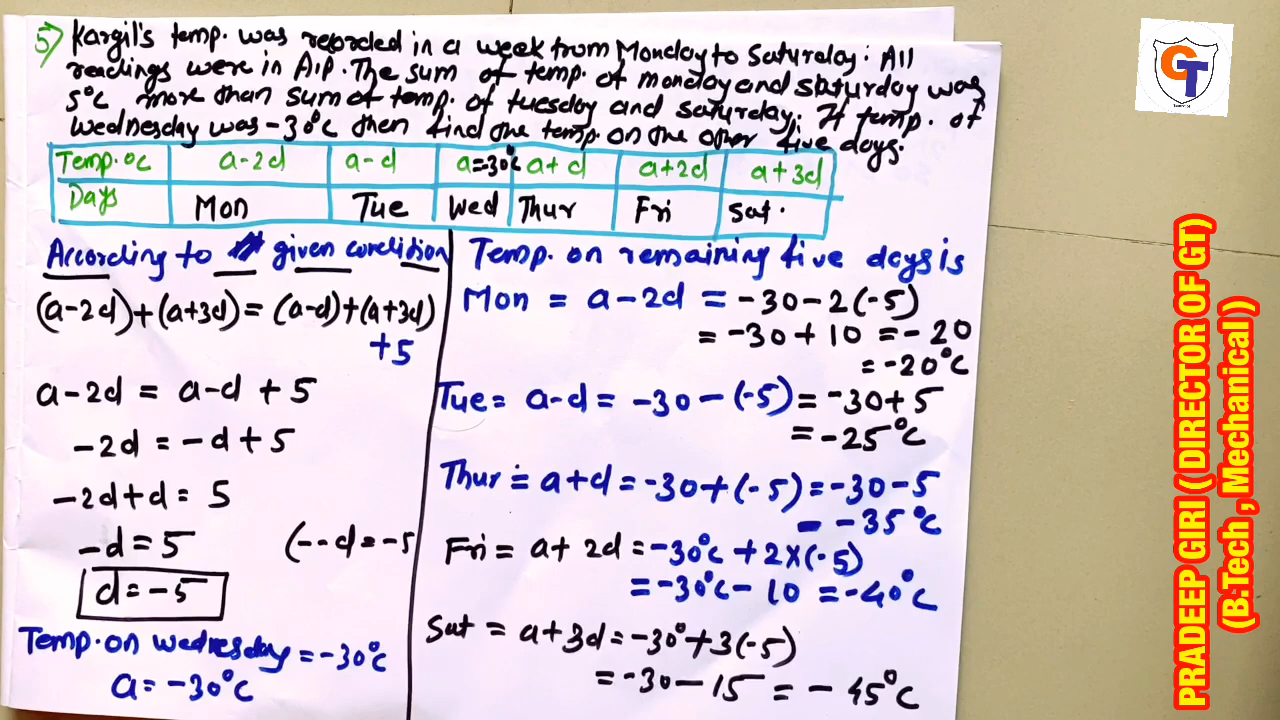 5) Kargil's temp. was recorded in a week from Monday to Saturday: All
readings were in A.P. The sum of temp. of monday and saturday was
5°C more than sum of temp. of tuesday and saturday. If temp. of
Wednesday was -30°C then find the temp. on the other five days.
Temp.°C a-2d a-d a=-30°C a+d a+2d a+3d
Days Mon Tue Wed Thur Fri Sat.
According to given condition
(a-2d)+(a+3d) = (a-d)+(a+3d)
+5
a-2d = a-d +5
-2d = -d+5
-2d+d = 5
-d=5 (--d=-5
d=-5
Temp. on wednesday = -30°C
a= -30°C
Temp. on remaining five days is
Mon = a-2d = -30-2(-5)
= -30+10 = -20
= -20°C
Tue = a-d = -30-(-5) = -30+5
= -25°C
Thur = a+d = -30+(-5) = -30-5
= -35°C
Fri = a+2d = -30°C +2×(-5)
= -30°C - 10 = -40°C
Sat = a+3d = -30°+3(-5)
= -30-15 = -45°C
GT
PRADEEP GIRI (( DIRECTOR OF GT)
(B.Tech , Mechanical )